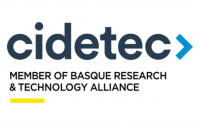 cidetec
MEMBER OF BASQUE RESEARCH
& TECHNOLOGY ALLIANCE